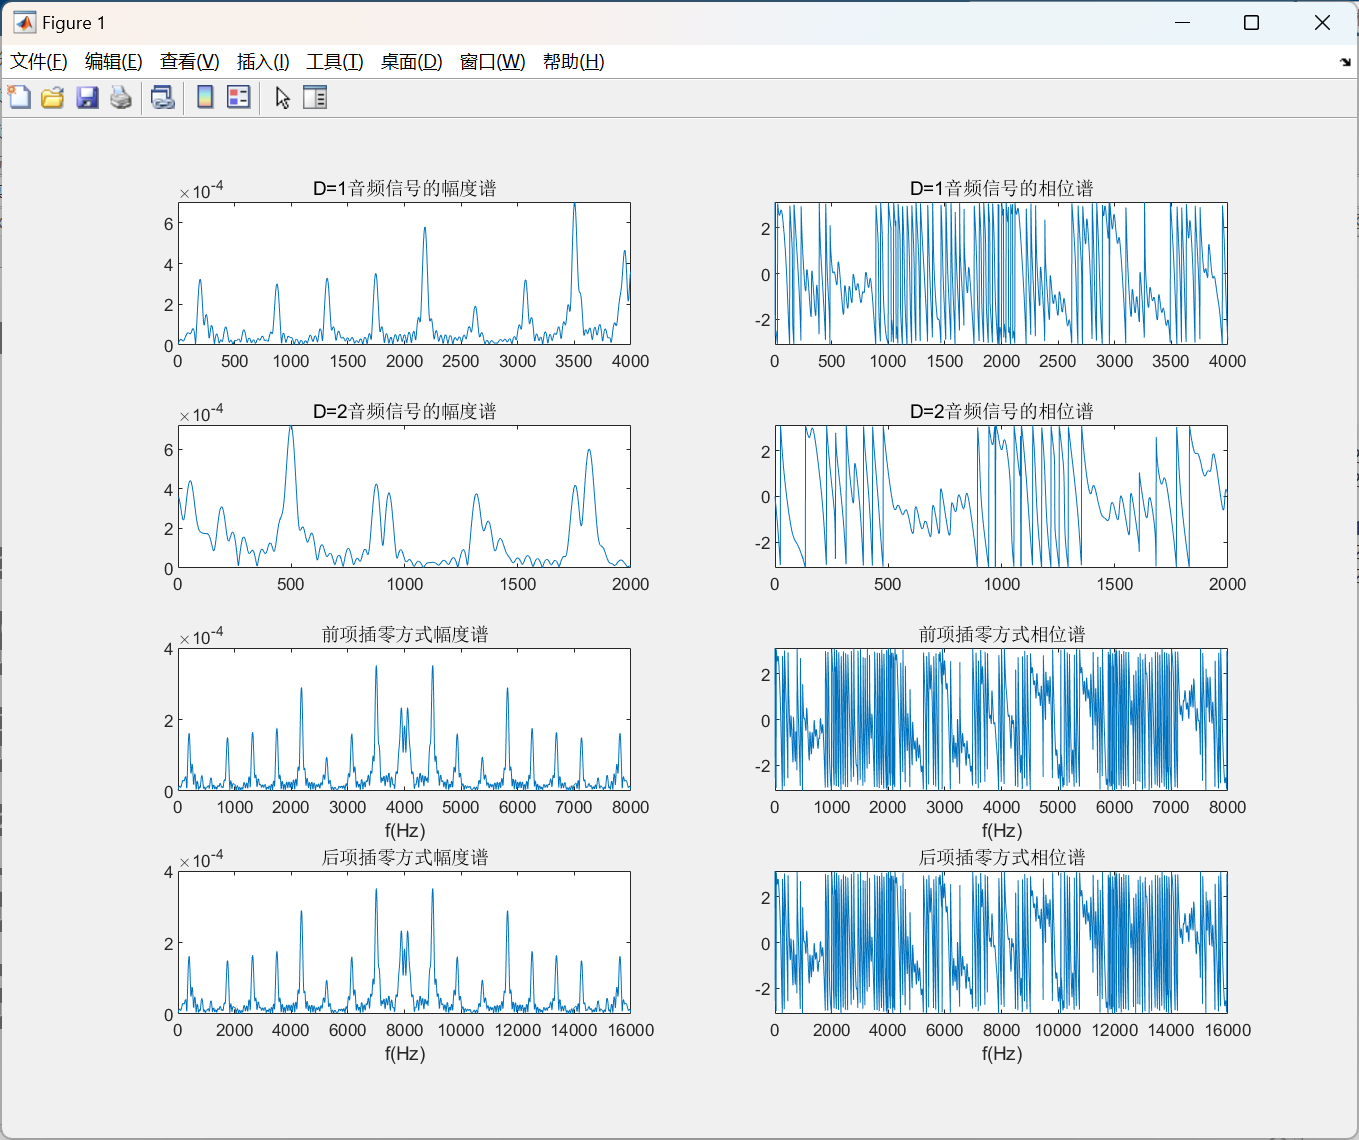 Figure 1
文件(F) 编辑(E) 查看(V) 插入(I) 工具(T) 桌面(D) 窗口(W) 帮助(H)
×10-4 D=1音频信号的幅度谱
6
4
2
0
0 500 1000 1500 2000 2500 3000 3500 4000
D=1音频信号的相位谱
2
0
-2
0 500 1000 1500 2000 2500 3000 3500 4000
×10-4 D=2音频信号的幅度谱
6
4
2
0
0 500 1000 1500 2000
D=2音频信号的相位谱
2
0
-2
0 500 1000 1500 2000
×10-4 前项插零方式幅度谱
4
2
0
0 1000 2000 3000 4000 5000 6000 7000 8000
f(Hz)
前项插零方式相位谱
2
0
-2
0 1000 2000 3000 4000 5000 6000 7000 8000
f(Hz)
×10-4 后项插零方式幅度谱
4
2
0
0 2000 4000 6000 8000 10000 12000 14000 16000
f(Hz)
后项插零方式相位谱
2
0
-2
0 2000 4000 6000 8000 10000 12000 14000 16000
f(Hz)